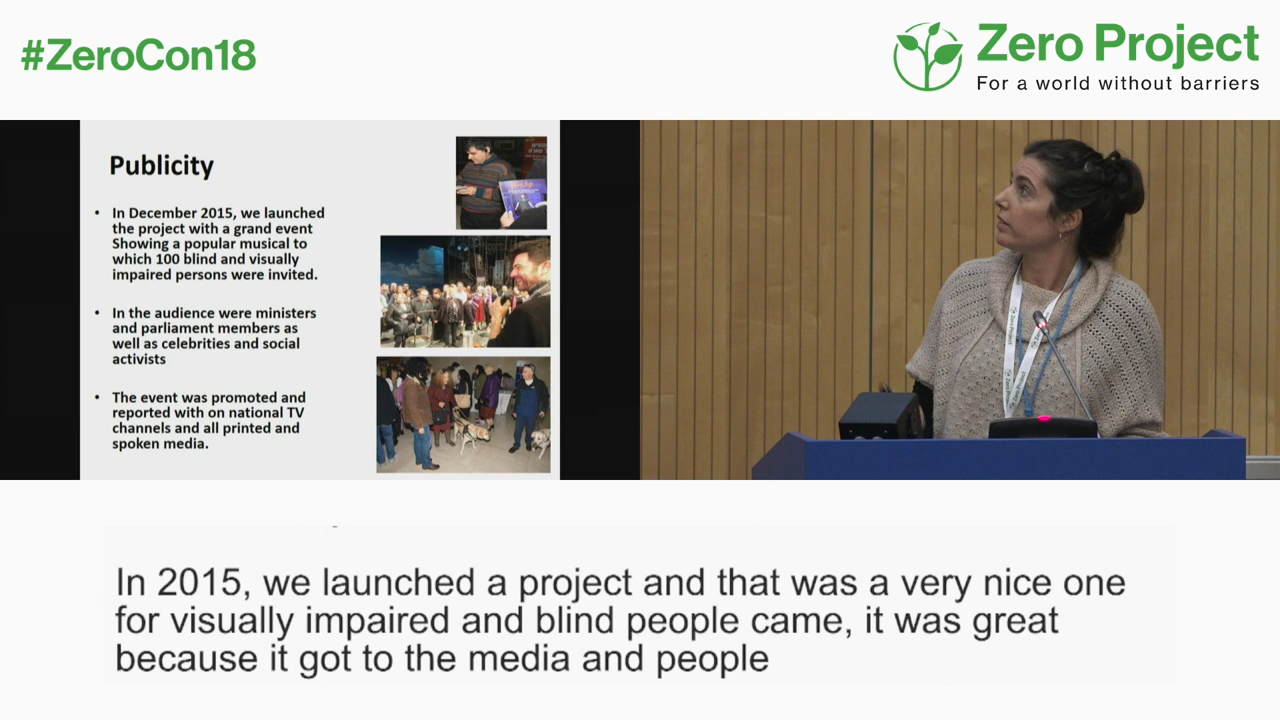 #ZeroCon18
Zero Project
For a world without barriers
Publicity
• In December 2015, we launched
the project with a grand event
Showing a popular musical to
which 100 blind and visually
impaired persons were invited.
• In the audience were ministers
and parliament members as
well as celebrities and social
activists
• The event was promoted and
reported with on national TV
channels and all printed and
spoken media.
In 2015, we launched a project and that was a very nice one
for visually impaired and blind people came, it was great
because it got to the media and people